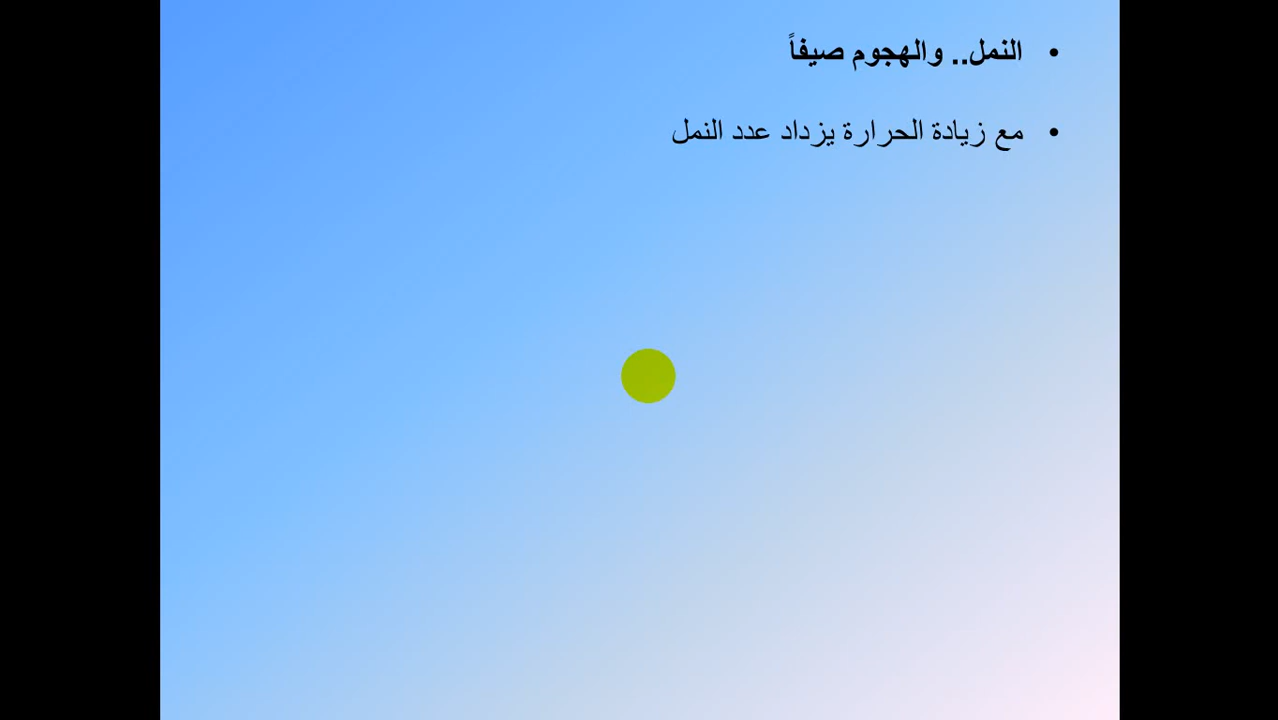 • النمل.. والهجوم صيفاً
• مع زيادة الحرارة يزداد عدد النمل